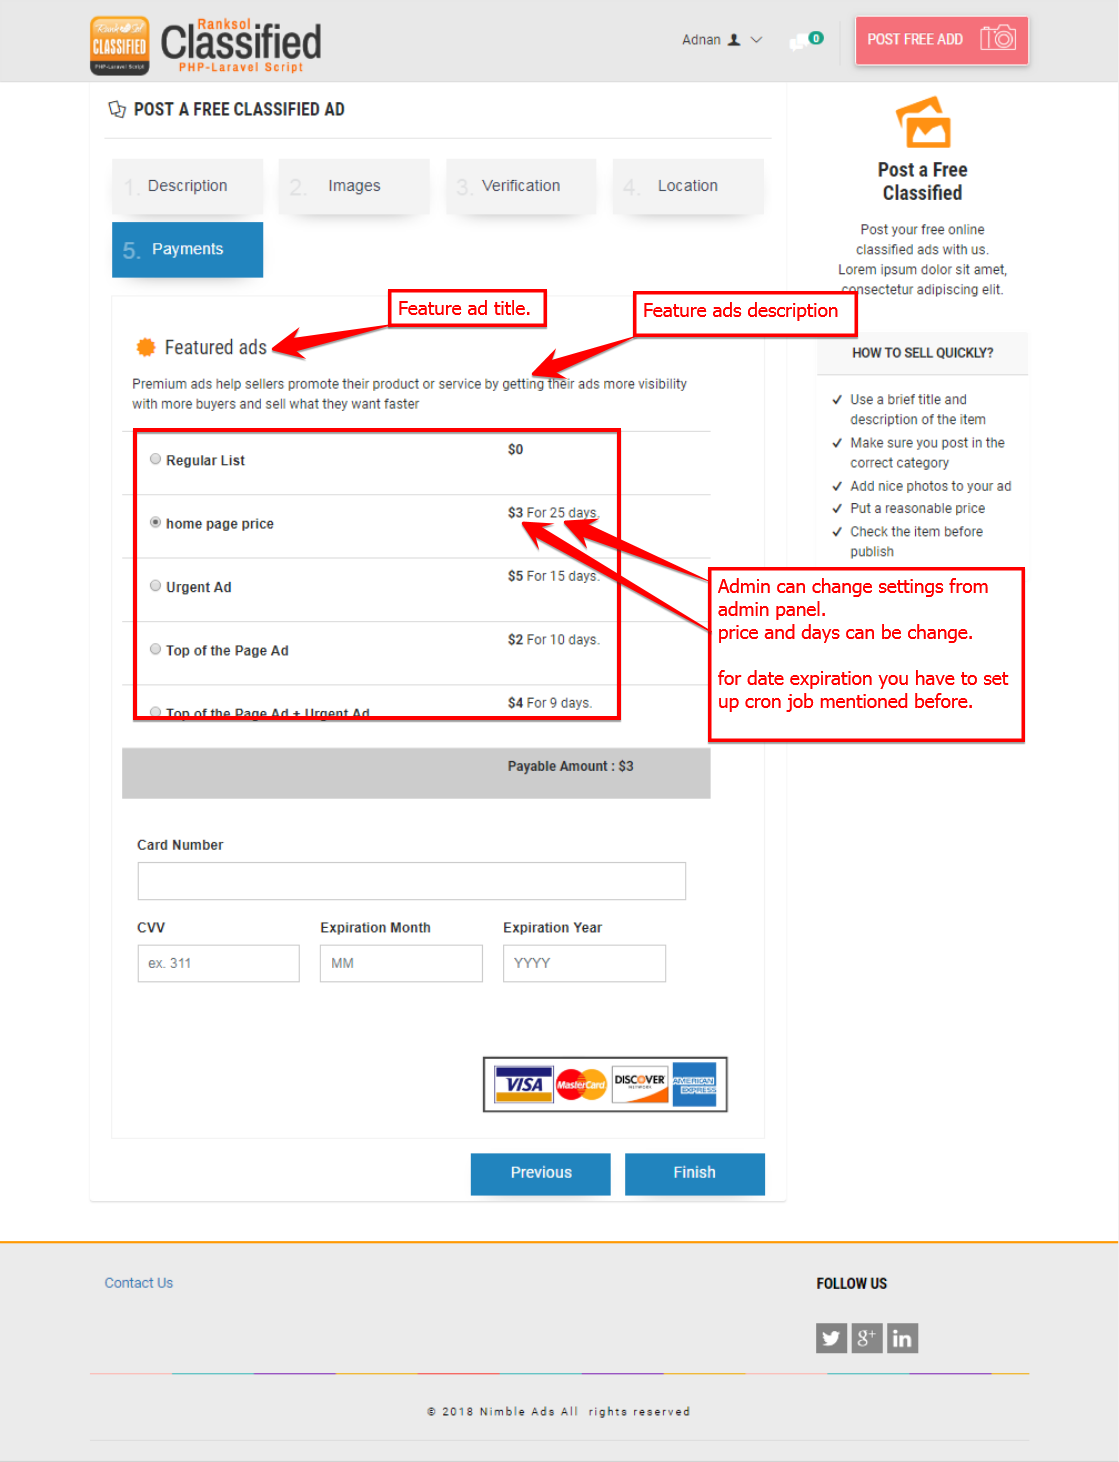 Rank Sol
CLASSIFIED
PHP-Laravel Script
Ranksol
Classified
PHP-Laravel Script
Adnan
0
POST FREE ADD
POST A FREE CLASSIFIED AD
1. Description
2. Images
3. Verification
4. Location
5. Payments
Feature ad title.
Feature ads description
Featured ads
Premium ads help sellers promote their product or service by getting their ads more visibility
with more buyers and sell what they want faster
Regular List $0
home page price $3 For 25 days.
Urgent Ad $5 For 15 days.
Top of the Page Ad $2 For 10 days.
Top of the Page Ad + Urgent Ad $4 For 9 days.
Admin can change settings from
admin panel.
price and days can be change.
for date expiration you have to set
up cron job mentioned before.
Payable Amount : $3
Card Number
CVV Expiration Month Expiration Year
ex. 311 MM YYYY
VISA MasterCard DISCOVER NETWORK AMERICAN EXPRESS
Previous Finish
Post a Free
Classified
Post your free online
classified ads with us.
Lorem ipsum dolor sit amet,
consectetur adipiscing elit.
HOW TO SELL QUICKLY?
✓ Use a brief title and
description of the item
✓ Make sure you post in the
correct category
✓ Add nice photos to your ad
✓ Put a reasonable price
✓ Check the item before
publish
Contact Us
FOLLOW US
g+ in
© 2018 Nimble Ads All rights reserved